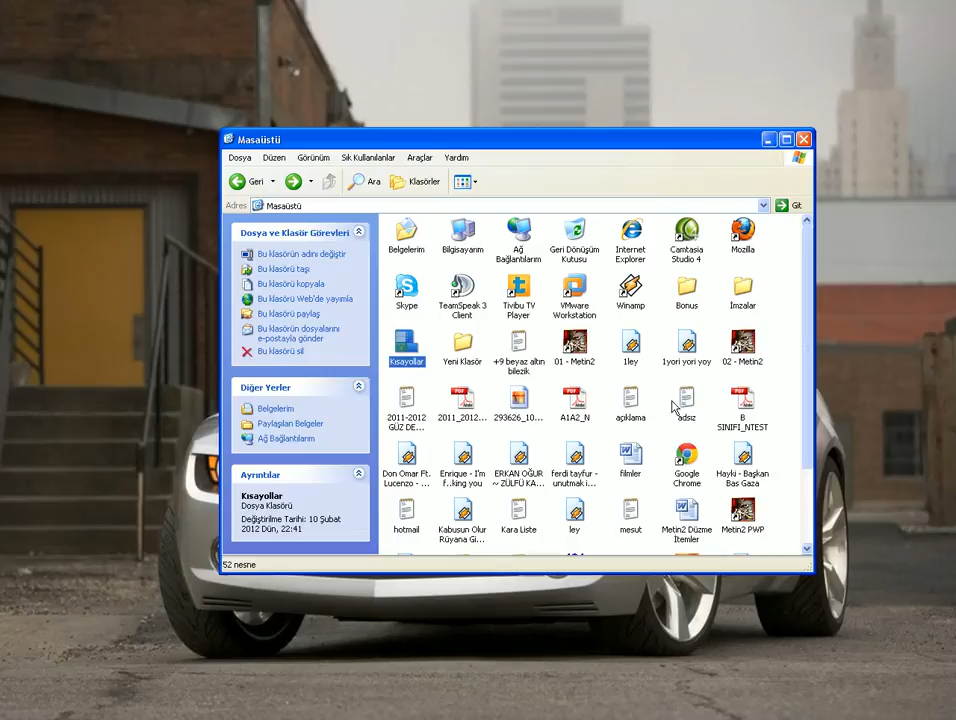 Masaüstü
Dosya Düzen Görünüm Sık Kullanılanlar Araçlar Yardım
Geri Ara Klasörler
Adres Masaüstü Git
Dosya ve Klasör Görevleri
Bu klasörün adını değiştir
Bu klasörü taşı
Bu klasörü kopyala
Bu klasörü Web'de yayımla
Bu klasörü paylaş
Bu klasörün dosyalarını
e-postayla gönder
Bu klasörü sil
Diğer Yerler
Belgelerim
Paylaşılan Belgeler
Ağ Bağlantılarım
Ayrıntılar
Kısayollar
Dosya Klasörü
Değiştirilme Tarihi: 10 Şubat
2012 Dün, 22:41
Belgelerim
Bilgisayarım
Ağ
Bağlantılarım
Geri Dönüşüm
Kutusu
Internet
Explorer
Camtasia
Studio 4
Mozilla
Skype
TeamSpeak 3
Client
Tivibu TV
Player
VMware
Workstation
Winamp
Bonus
İmzalar
Kısayollar
Yeni Klasör
+9 beyaz altın
bilezik
01 - Metin2
1ley
1yori yori yoy
02 - Metin2
2011-2012
GÜZ DE...
2011_2012...
293626_10...
A1A2_N
açıklama
adsız
B
SINIFI_NTEST
Don Omar Ft.
Lucenzo - ...
Enrique - I'm
f..king you
ERKAN OĞUR
~ ZÜLFÜ KA...
ferdi tayfur -
unutmak i...
filmler
Google
Chrome
Hayki - Başkan
Bas Gaza
hotmail
Kabusun Olur
Rüyana Gi...
Kara Liste
ley
mesut
Metin2 Düzme
İtemler
Metin2 PWP
52 nesne